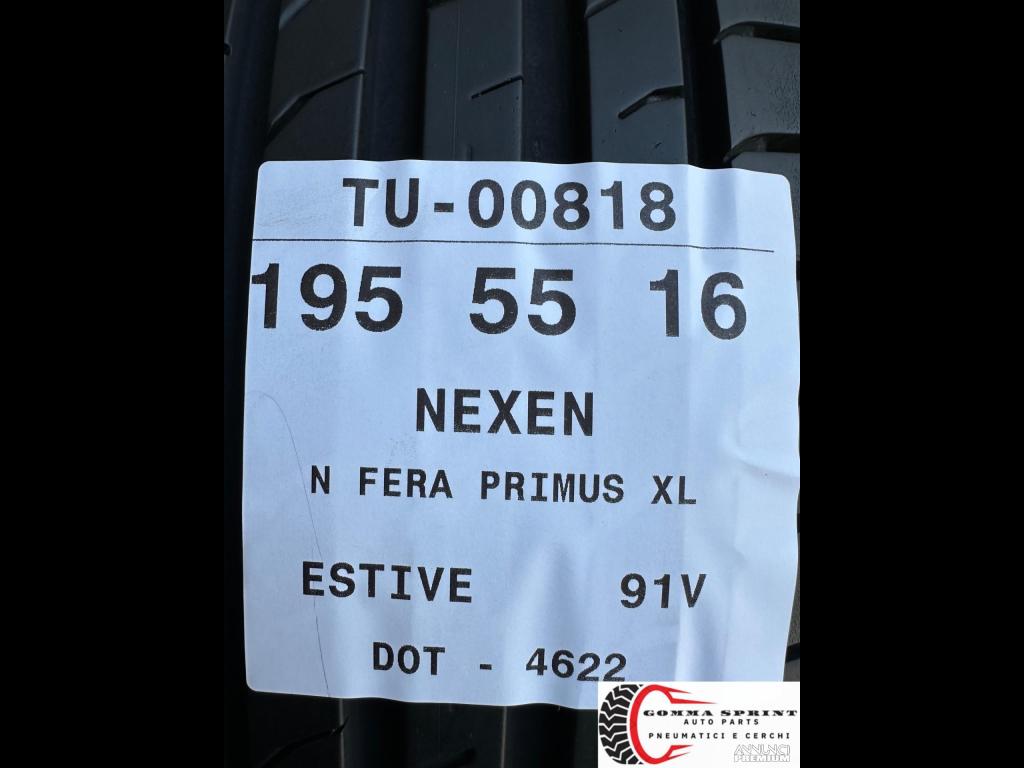 TU-00818
195 55 16
NEXEN
N FERA PRIMUS XL
ESTIVE 91V
DOT - 4622
GOMMA SPRINT
AUTO PARTS
PNEUMATICI E CERCHI
ANNUNCI
PREMIUM